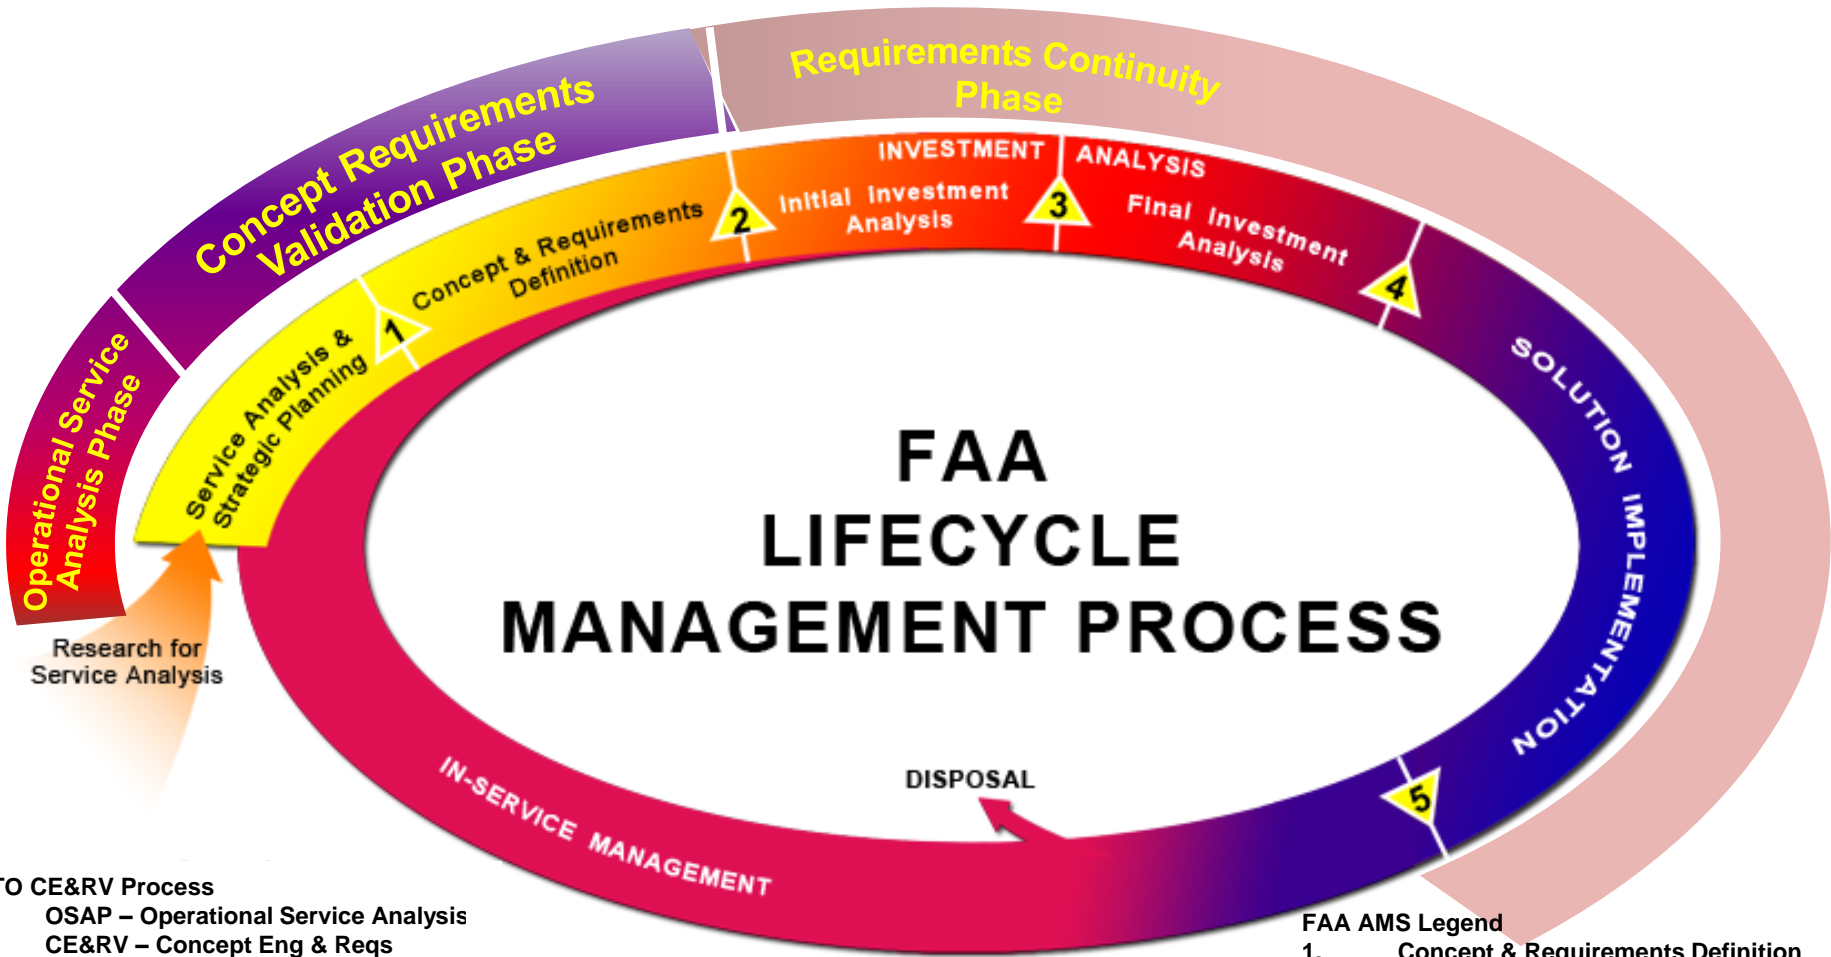 Requirements Continuity
Phase
Concept Requirements
Validation Phase
Operational Service
Analysis Phase
INVESTMENT ANALYSIS
Initial Investment
Analysis
Final Investment
Analysis
Concept & Requirements
Definition
Service Analysis &
Strategic Planning
1
2
3
4
5
SOLUTION IMPLEMENTATION
FAA
LIFECYCLE
MANAGEMENT PROCESS
Research for
Service Analysis
DISPOSAL
IN-SERVICE MANAGEMENT
TO CE&RV Process
OSAP – Operational Service Analysis
CE&RV – Concept Eng & Reqs
FAA AMS Legend
1. Concept & Requirements Definition